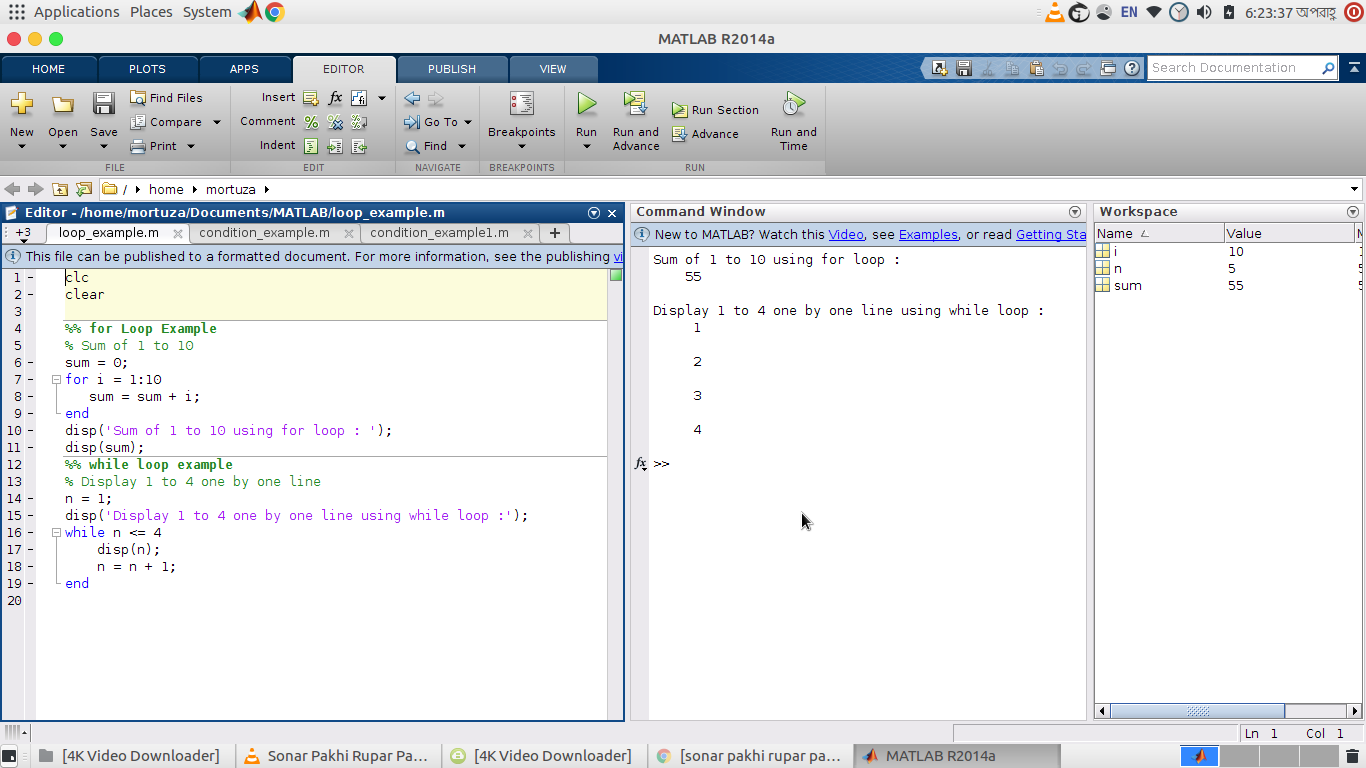 Applications Places System EN 6:23:37 অপরাহ্ণ
MATLAB R2014a
HOME PLOTS APPS EDITOR PUBLISH VIEW Search Documentation
New Open Save Find Files Compare Print
FILE
Insert fx
Comment
Indent
EDIT
Go To
Find
NAVIGATE
Breakpoints
BREAKPOINTS
Run Run and Advance Run Section Advance Run and Time
RUN
/ home mortuza
Editor - /home/mortuza/Documents/MATLAB/loop_example.m
+3 loop_example.m condition_example.m condition_example1.m +
This file can be published to a formatted document. For more information, see the publishing vi
1 - clc
2 - clear
3
4 %% for Loop Example
5 % Sum of 1 to 10
6 - sum = 0;
7 - for i = 1:10
8 - sum = sum + i;
9 - end
10 - disp('Sum of 1 to 10 using for loop : ');
11 - disp(sum);
12 %% while loop example
13 % Display 1 to 4 one by one line
14 - n = 1;
15 - disp('Display 1 to 4 one by one line using while loop :');
16 - while n <= 4
17 - disp(n);
18 - n = n + 1;
19 - end
20
Command Window
New to MATLAB? Watch this Video, see Examples, or read Getting Sta
Sum of 1 to 10 using for loop :
55
Display 1 to 4 one by one line using while loop :
1
2
3
4
fx >>
Workspace
Name Value M
i 10 1
n 5 5
sum 55 5
Ln 1 Col 1
[4K Video Downloader] Sonar Pakhi Rupar Pa... [4K Video Downloader] [sonar pakhi rupar pa... MATLAB R2014a